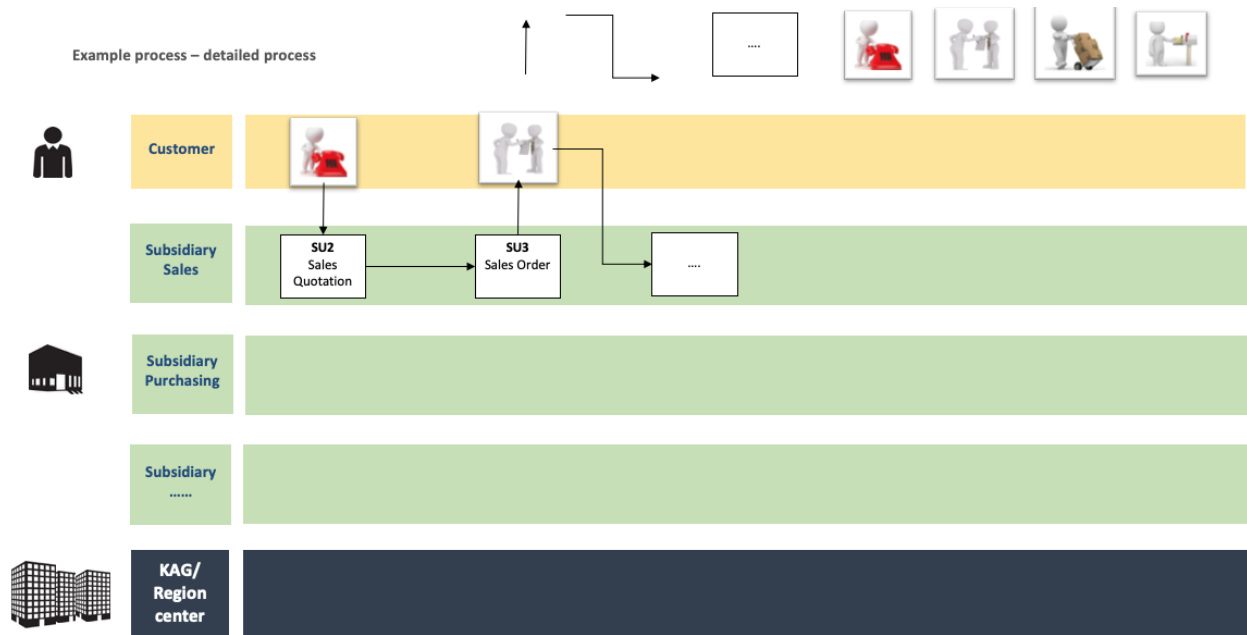 Example process – detailed process
....
Customer
Subsidiary
Sales
SU2
Sales
Quotation
SU3
Sales Order
....
Subsidiary
Purchasing
Subsidiary
......
KAG/
Region
center